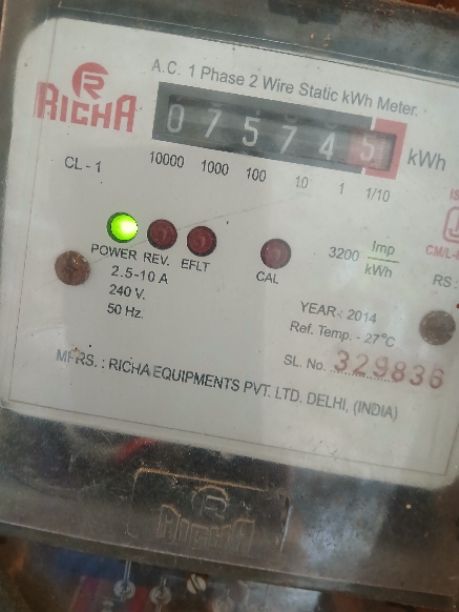 A.C. 1 Phase 2 Wire Static kWh Meter.
RICHA
075745 kWh
CL - 1
10000 1000 100 10 1 1/10
POWER REV. EFLT CAL
3200 Imp/kWh
CM/L-
RS :
2.5-10 A
240 V.
50 Hz.
YEAR : 2014
Ref. Temp. - 27°C
SL. No. 329836
MFRS. : RICHA EQUIPMENTS PVT. LTD. DELHI, (INDIA)
RICHA